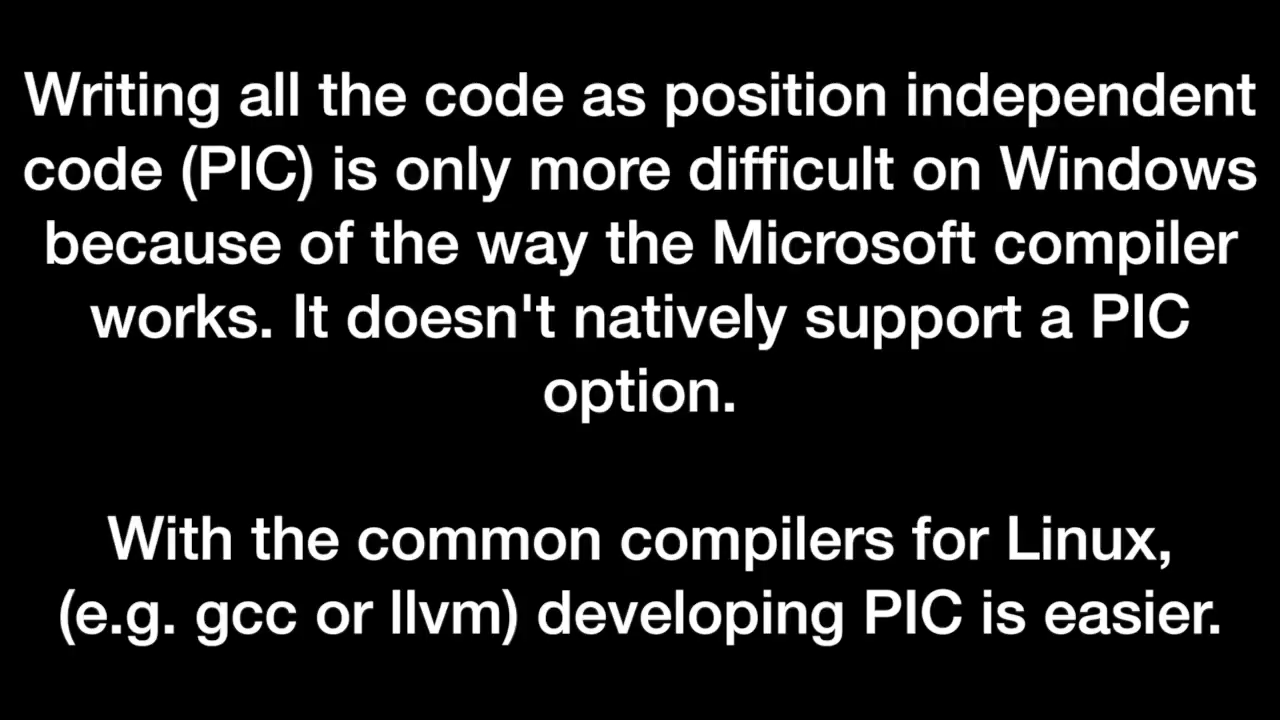 Writing all the code as position independent
code (PIC) is only more difficult on Windows
because of the way the Microsoft compiler
works. It doesn't natively support a PIC
option.
With the common compilers for Linux,
(e.g. gcc or llvm) developing PIC is easier.